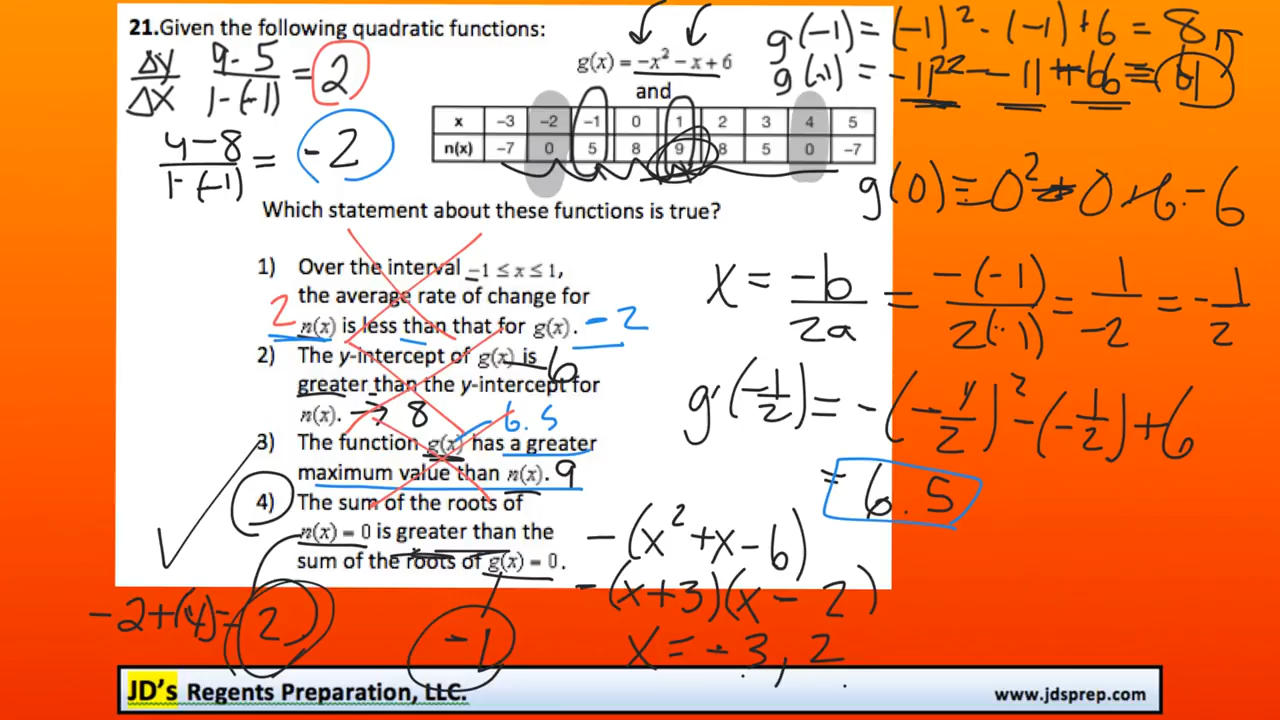 21. Given the following quadratic functions:
g(x) = −x² − x + 6
and
x −3 −2 −1 0 1 2 3 4 5
n(x) −7 0 5 8 9 8 5 0 −7
Δy/Δx (9-5)/(1-(-1)) = 2
(4-8)/(1-(-1)) = -2
Which statement about these functions is true?
1) Over the interval −1 ≤ x ≤ 1,
the average rate of change for
2 n(x) is less than that for g(x). -2
2) The y-intercept of g(x) is 6
greater than the y-intercept for
n(x). → 8
6.5
3) The function g(x) has a greater
maximum value than n(x). 9
4) The sum of the roots of
n(x) = 0 is greater than the
sum of the roots of g(x) = 0.
-2+(4)= 2
-1
g(-1) = -(-1)² - (-1) + 6 = 8
x = -b/2a = -(-1)/2(-1) = 1/-2 = -1/2
g(-1/2) = -(-1/2)² - (-1/2) + 6
= 6.5
-(x² + x - 6)
-(x+3)(x-2)
x = -3, 2
JD's Regents Preparation, LLC.
www.jdsprep.com